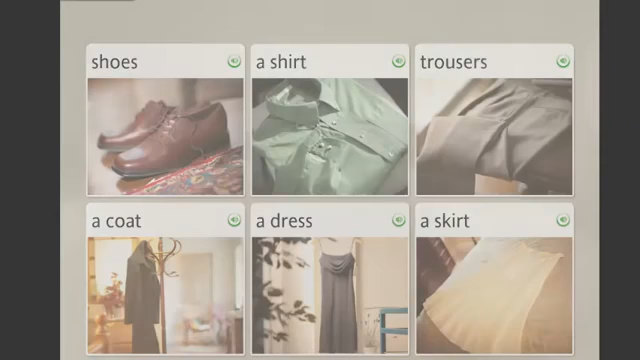 shoes
a shirt
trousers
a coat
a dress
a skirt